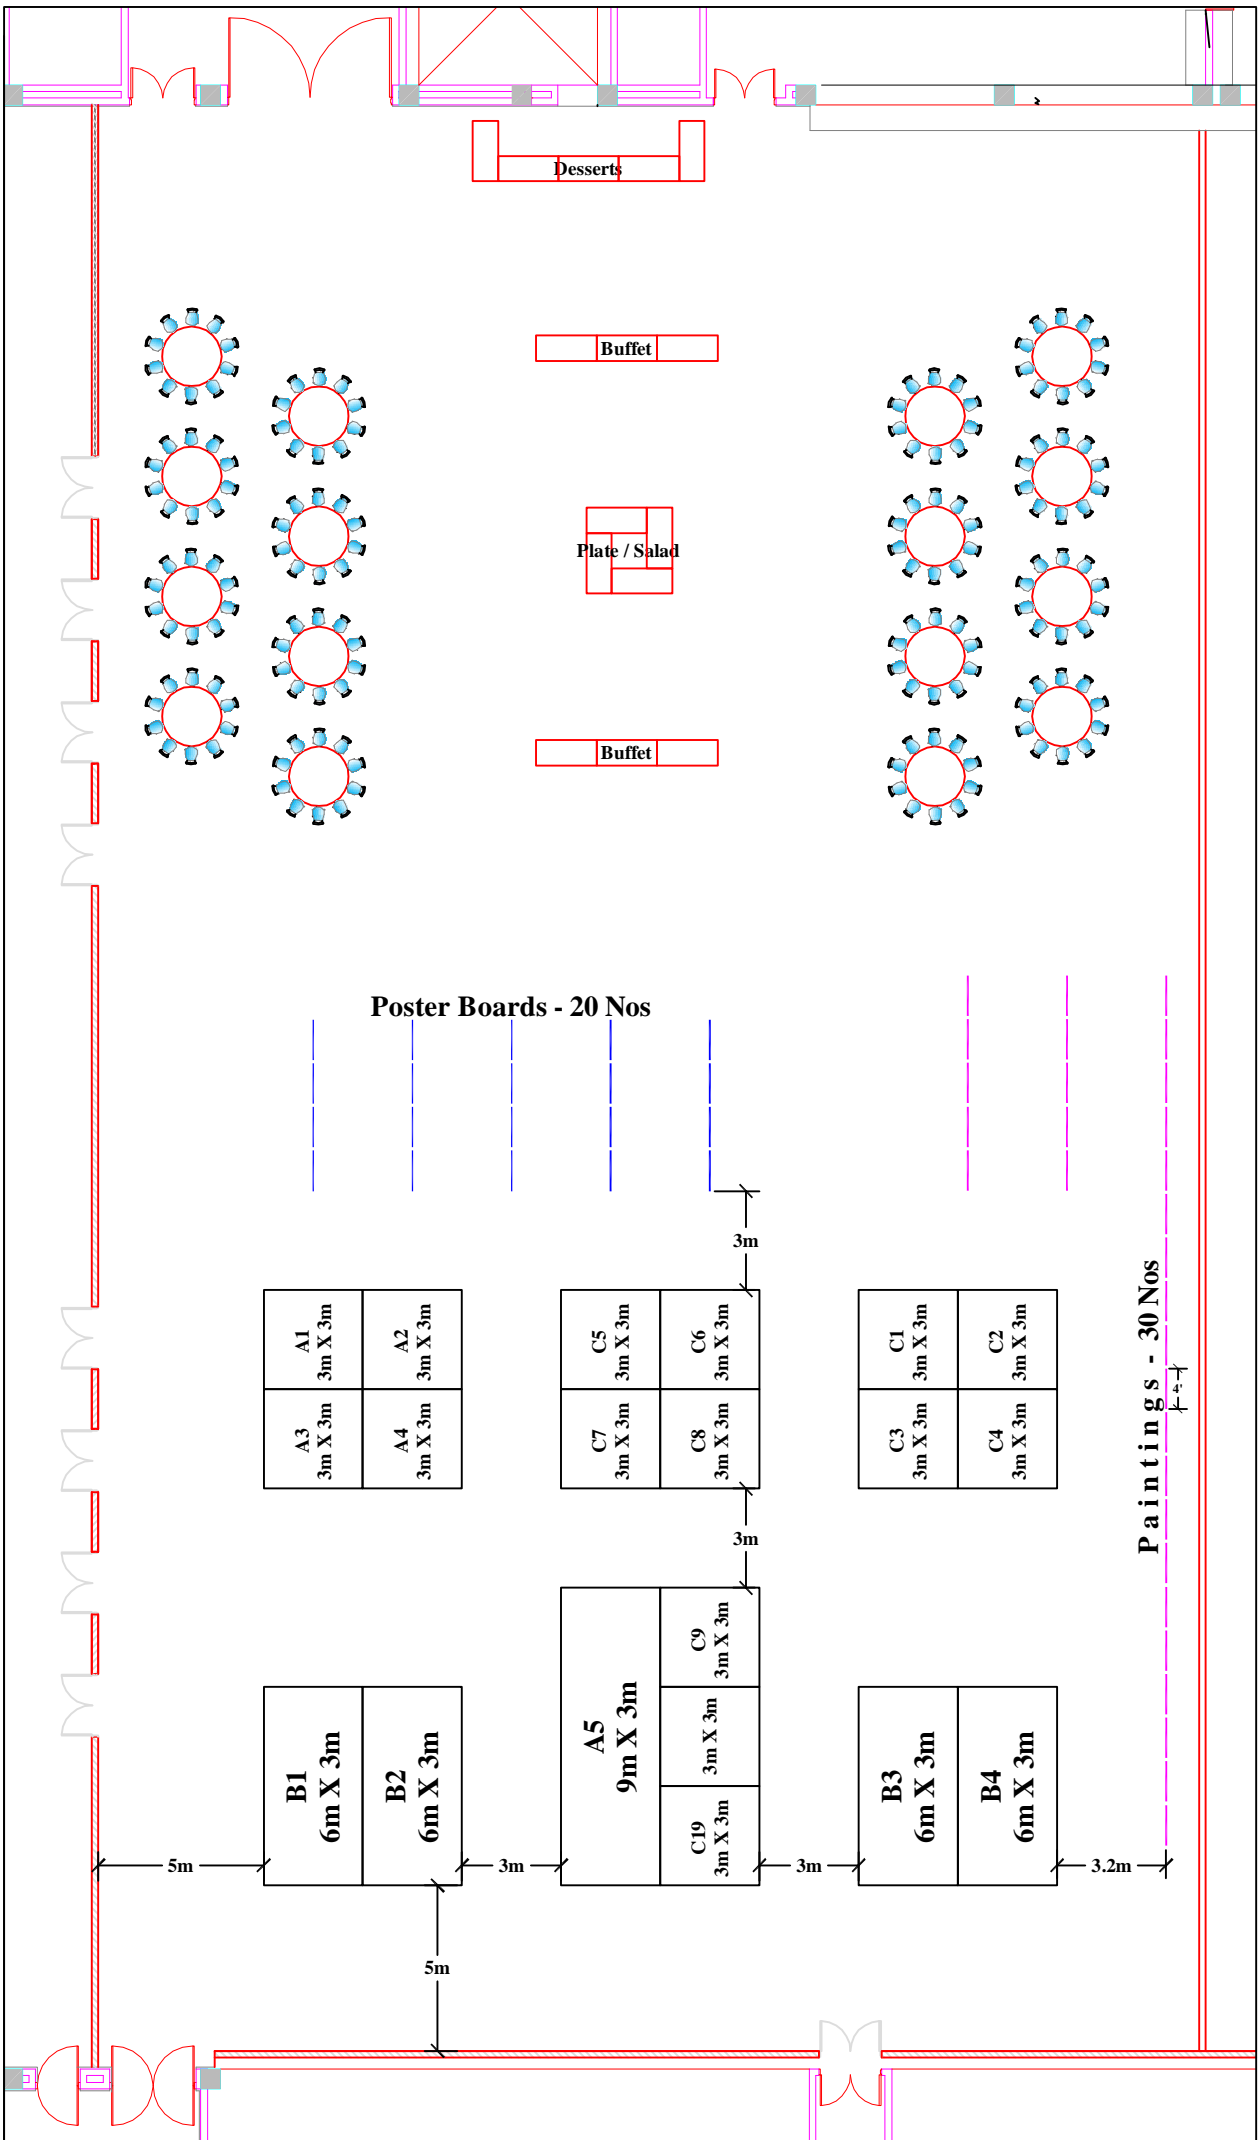 Desserts
Buffet
Plate / Salad
Buffet
Poster Boards - 20 Nos
3m
Paintings - 30 Nos
A1
3m X 3m
A2
3m X 3m
C5
3m X 3m
C6
3m X 3m
C1
3m X 3m
C2
3m X 3m
A3
3m X 3m
A4
3m X 3m
C7
3m X 3m
C8
3m X 3m
C3
3m X 3m
C4
3m X 3m
3m
A5
9m X 3m
C9
3m X 3m
3m X 3m
C19
3m X 3m
B1
6m X 3m
B2
6m X 3m
B3
6m X 3m
B4
6m X 3m
5m
3m
3m
3.2m
5m